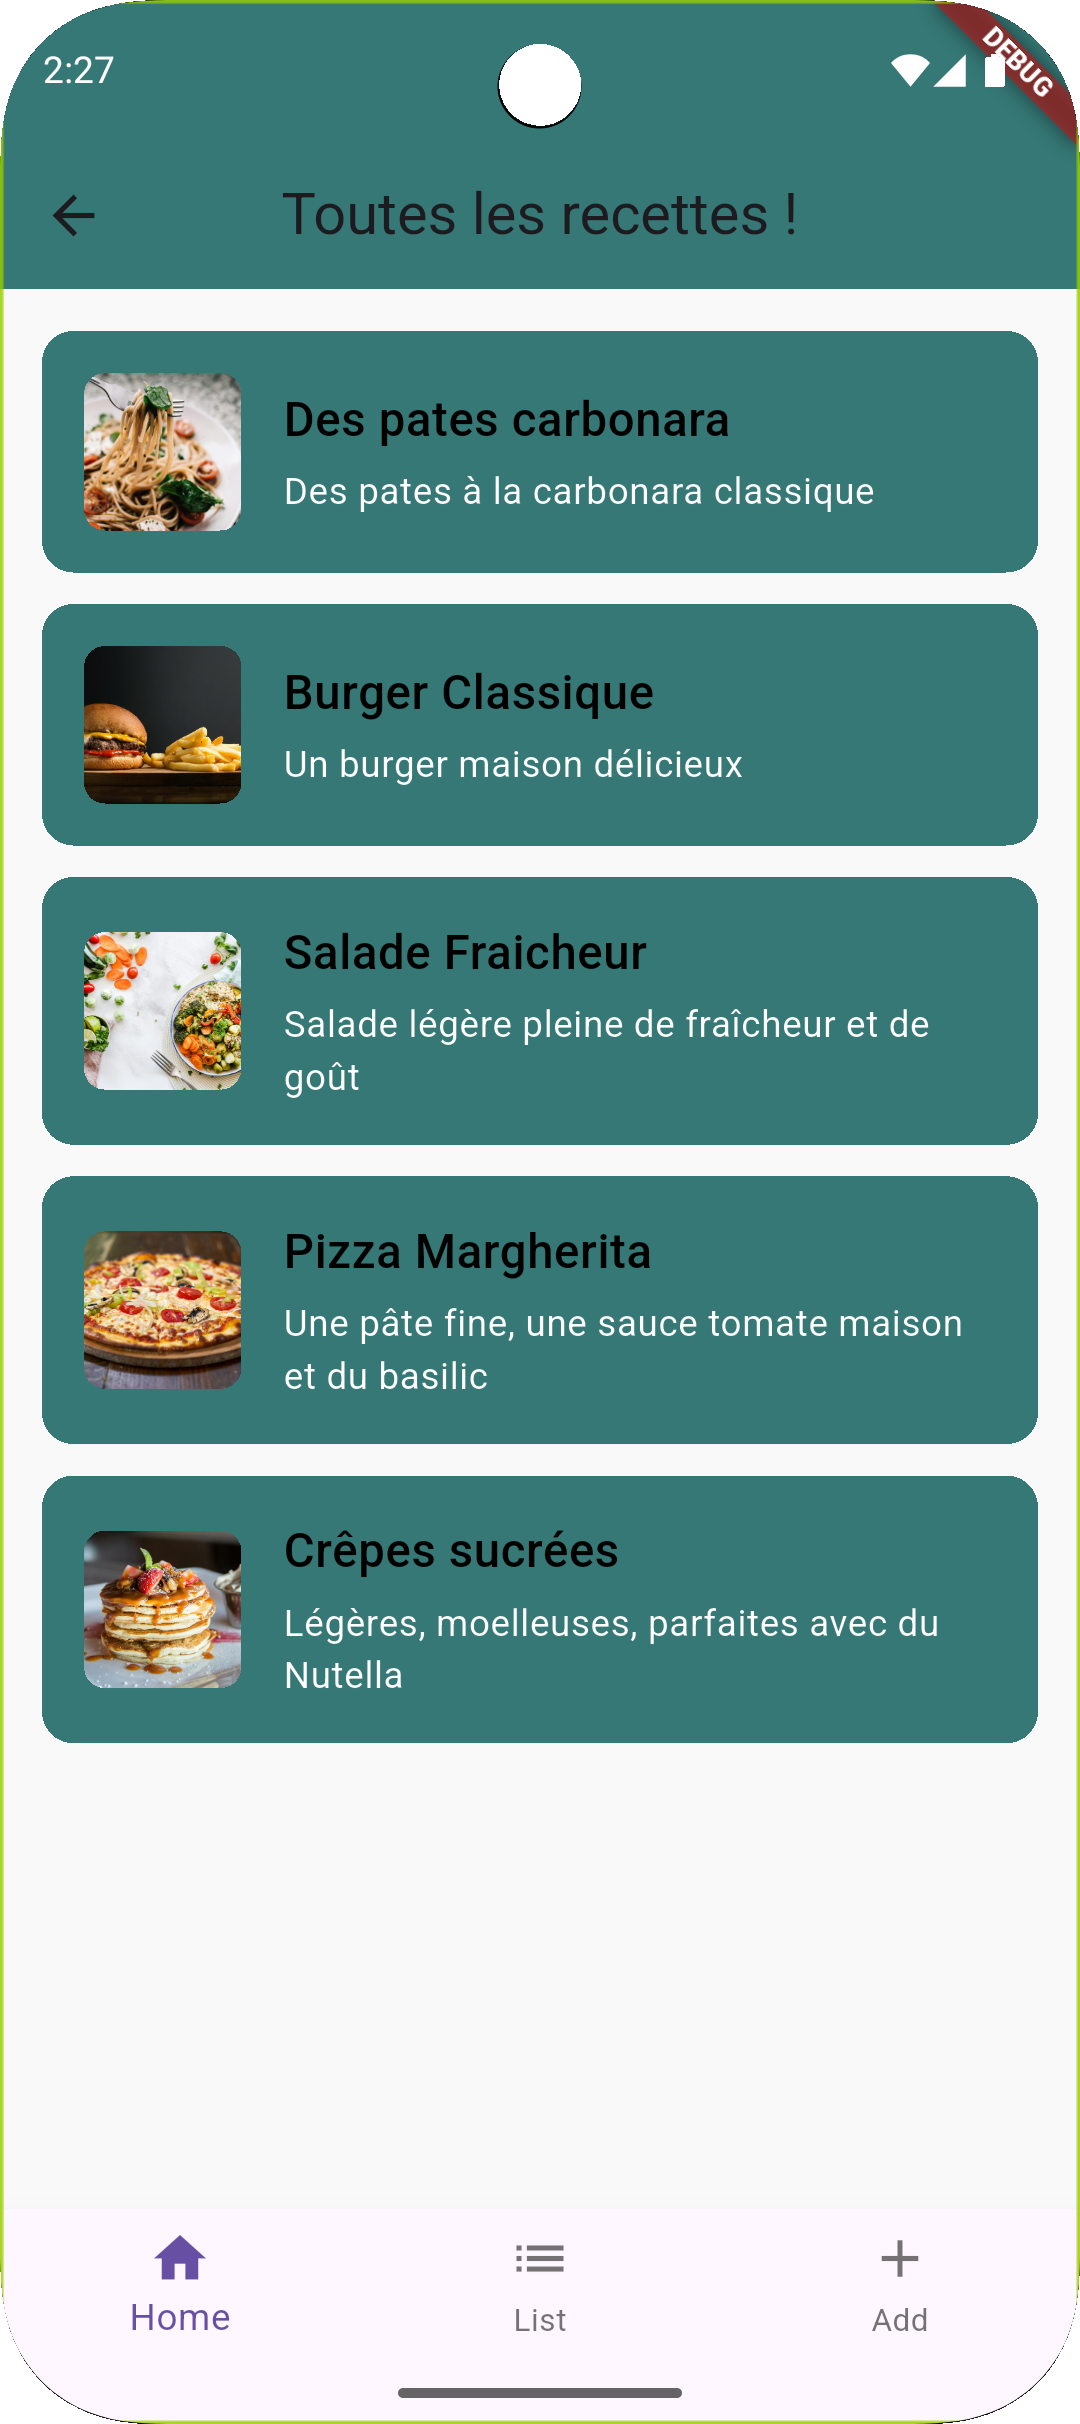 2:27
DEBUG
Toutes les recettes !
Des pates carbonara
Des pates à la carbonara classique
Burger Classique
Un burger maison délicieux
Salade Fraicheur
Salade légère pleine de fraîcheur et de
goût
Pizza Margherita
Une pâte fine, une sauce tomate maison
et du basilic
Crêpes sucrées
Légères, moelleuses, parfaites avec du
Nutella
Home
List
Add